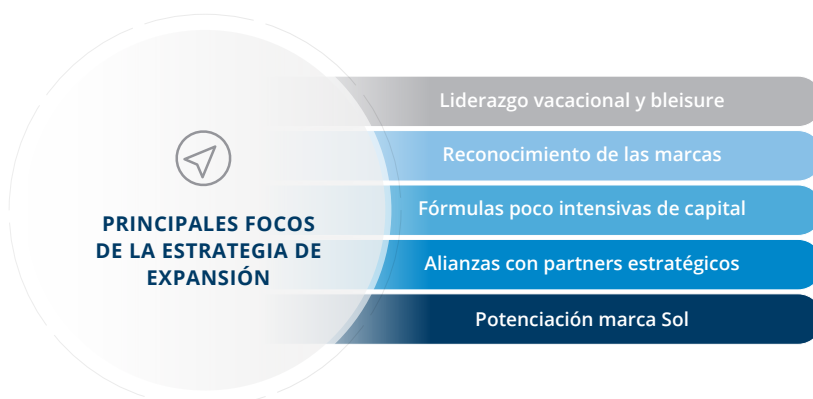 PRINCIPALES FOCOS
DE LA ESTRATEGIA DE
EXPANSIÓN
Liderazgo vacacional y bleisure
Reconocimiento de las marcas
Fórmulas poco intensivas de capital
Alianzas con partners estratégicos
Potenciación marca Sol